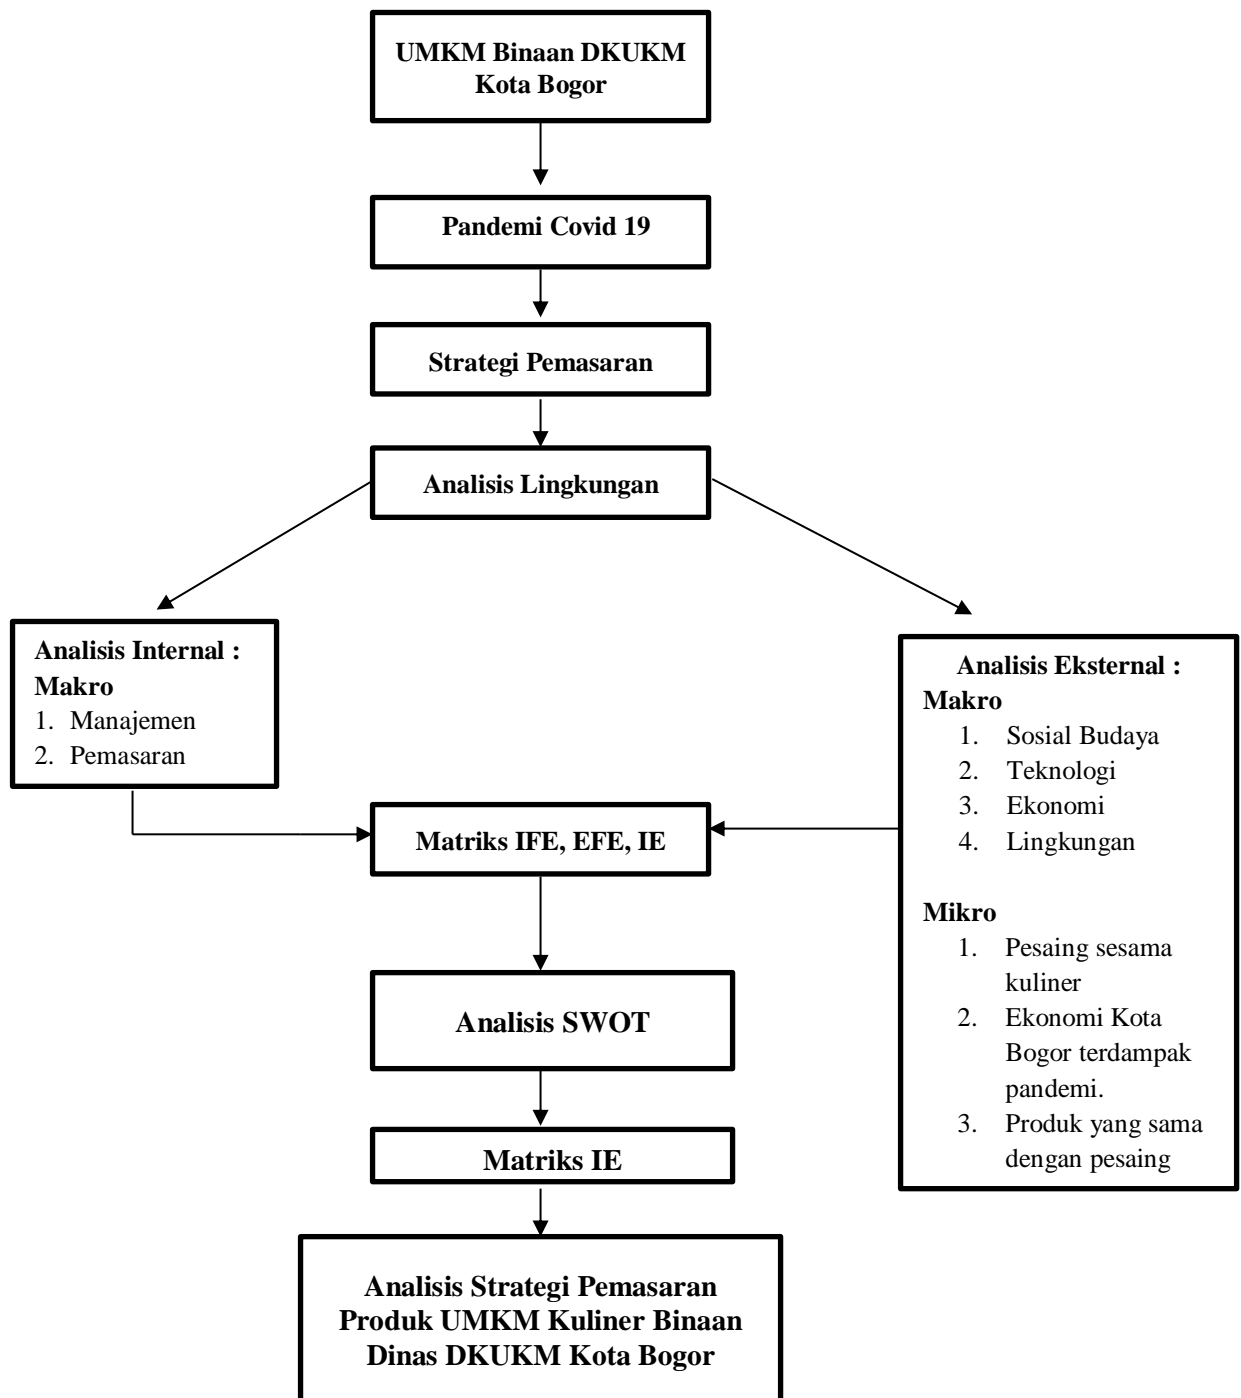 UMKM Binaan DKUKM
Kota Bogor
Pandemi Covid 19
Strategi Pemasaran
Analisis Lingkungan
Analisis Internal :
Makro
1. Manajemen
2. Pemasaran
Analisis Eksternal :
Makro
1. Sosial Budaya
2. Teknologi
3. Ekonomi
4. Lingkungan
Mikro
1. Pesaing sesama
kuliner
2. Ekonomi Kota
Bogor terdampak
pandemi.
3. Produk yang sama
dengan pesaing
Matriks IFE, EFE, IE
Analisis SWOT
Matriks IE
Analisis Strategi Pemasaran
Produk UMKM Kuliner Binaan
Dinas DKUKM Kota Bogor